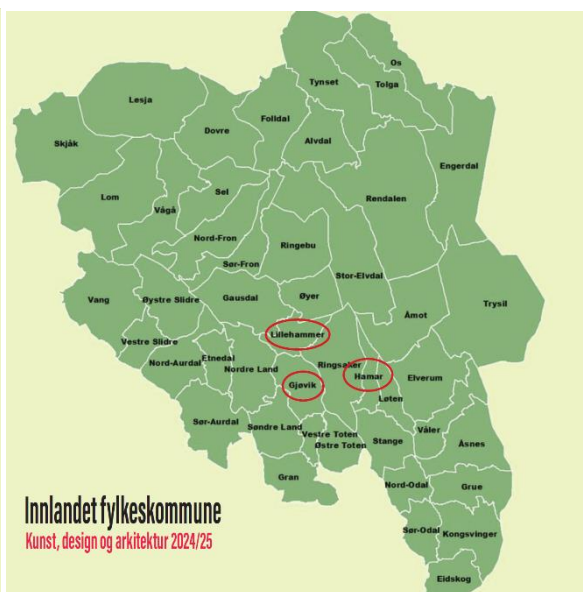 Os
Tynset
Tolga
Lesja
Folldal
Dovre
Alvdal
Skjåk
Engerdal
Sel
Lom
Rendalen
Vågå
Nord-Fron
Ringebu
Sør-Fron
Stor-Elvdal
Vang
Øystre Slidre
Gausdal
Øyer
Trysil
Åmot
Lillehammer
Vestre Slidre
Etnedal
Nord-Aurdal
Nordre Land
Ringsaker
Hamar
Elverum
Gjøvik
Løten
Sør-Aurdal
Søndre Land
Vestre Toten
Østre Toten
Stange
Våler
Åsnes
Gran
Nord-Odal
Grue
Innlandet fylkeskommune
Kunst, design og arkitektur 2024/25
Sør-Odal
Kongsvinger
Eidskog